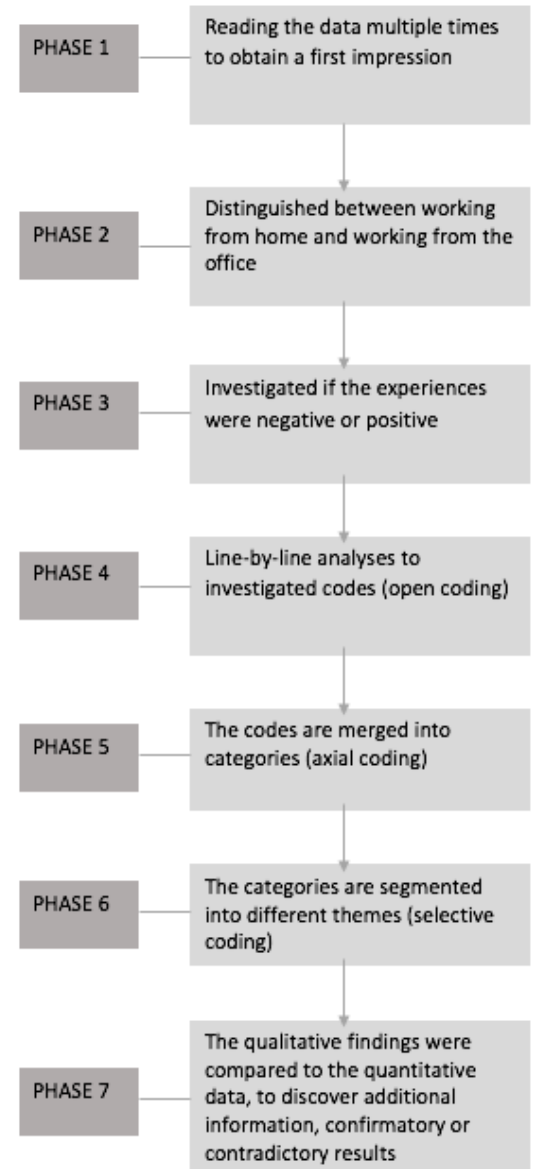 PHASE 1
Reading the data multiple times
to obtain a first impression
PHASE 2
Distinguished between working
from home and working from the
office
PHASE 3
Investigated if the experiences
were negative or positive
PHASE 4
Line-by-line analyses to
investigated codes (open coding)
PHASE 5
The codes are merged into
categories (axial coding)
PHASE 6
The categories are segmented
into different themes (selective
coding)
PHASE 7
The qualitative findings were
compared to the quantitative
data, to discover additional
information, confirmatory or
contradictory results